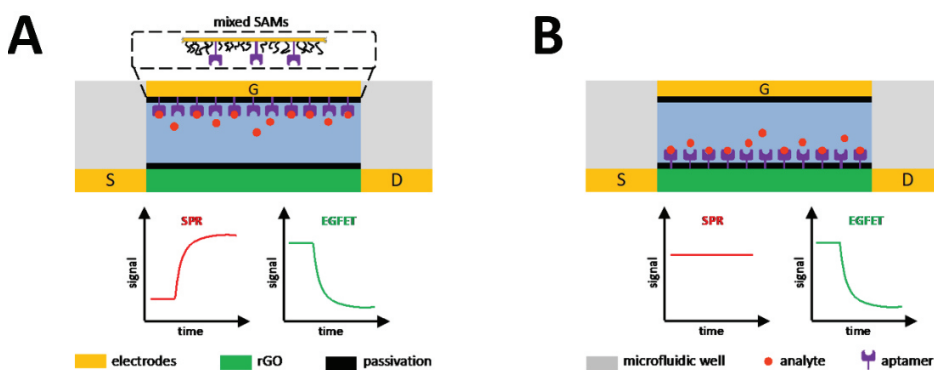 A
mixed SAMs
G
S
D
SPR
EGFET
signal
time
signal
time
electrodes
rGO
passivation
B
G
S
D
SPR
EGFET
signal
time
signal
time
microfluidic well
analyte
aptamer